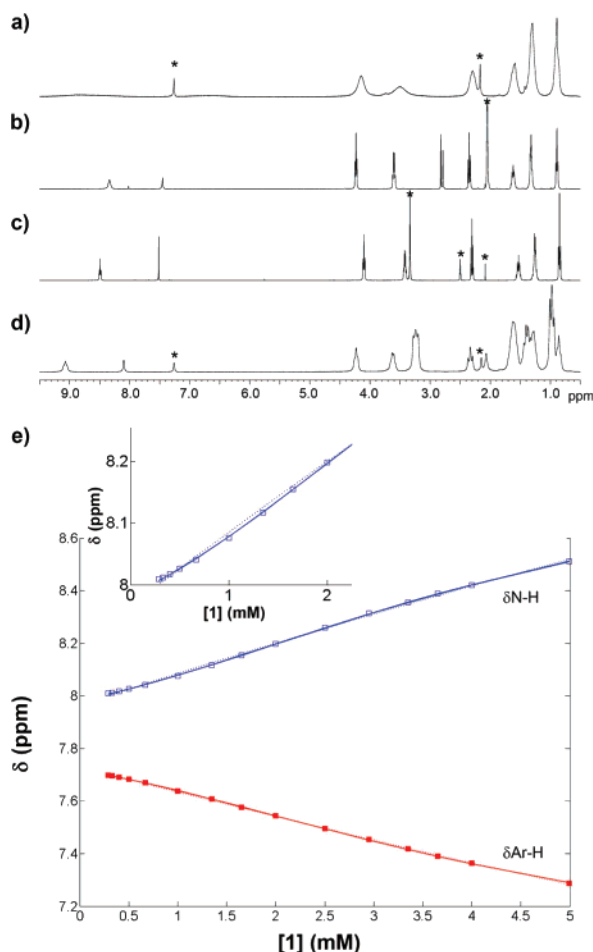 a)
* *
b)
*
c)
* * *
d)
* *
9.0 8.0 7.0 6.0 5.0 4.0 3.0 2.0 1.0 ppm
e)
8.2
8.1
8
δ (ppm)
0 1 2
[1] (mM)
8.6
8.4
8.2
8
7.8
7.6
7.4
7.2
δ (ppm)
δN-H
δAr-H
0 0.5 1 1.5 2 2.5 3 3.5 4 4.5 5
[1] (mM)